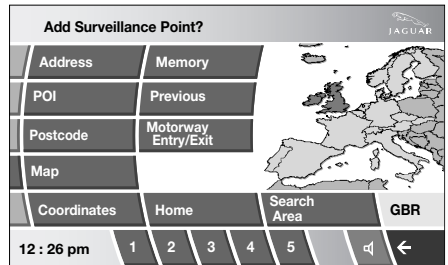 Add Surveillance Point?
JAGUAR
Address
Memory
POI
Previous
Postcode
Motorway
Entry/Exit
Map
Coordinates
Home
Search
Area
GBR
12 : 26 pm
1
2
3
4
5